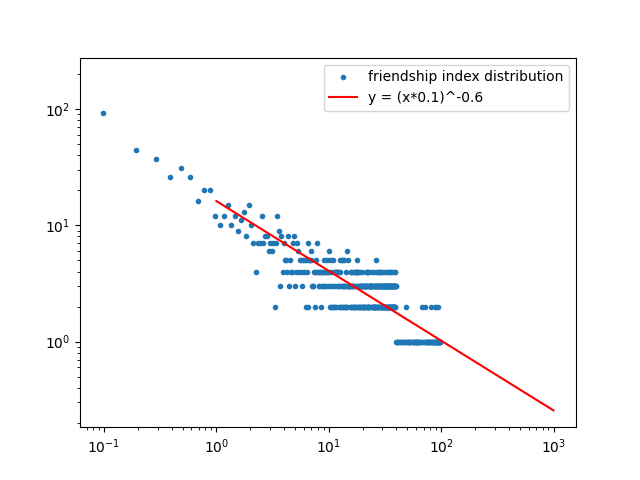 friendship index distribution
y = (x*0.1)^-0.6
10²
10¹
10⁰
10⁻¹ 10⁰ 10¹ 10² 10³